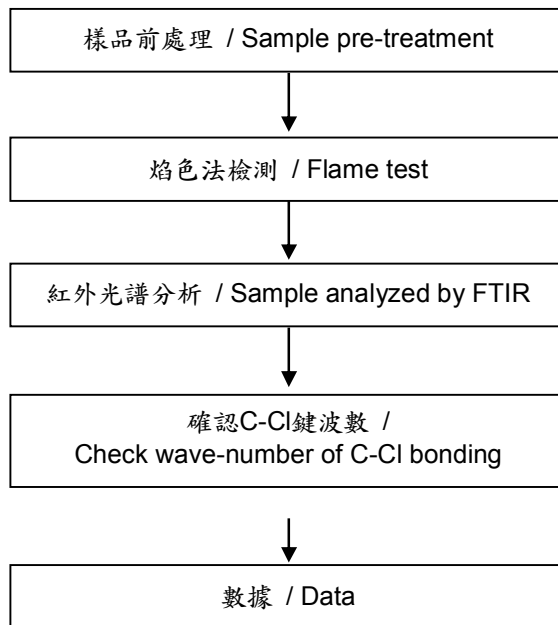 樣品前處理 / Sample pre-treatment
焰色法檢測 / Flame test
紅外光譜分析 / Sample analyzed by FTIR
確認C-Cl鍵波數 /
Check wave-number of C-Cl bonding
數據 / Data